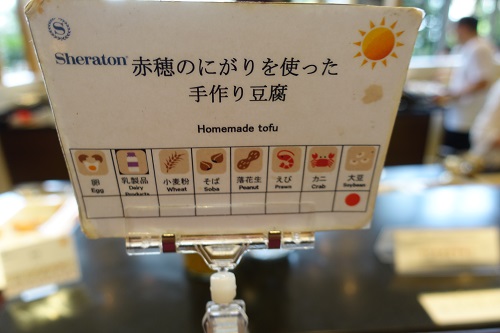 S
Sheraton
赤穂のにがりを使った
手作り豆腐
Homemade tofu
卵 乳製品 小麦粉 そば 落花生 えび カニ 大豆
Egg Dairy Products Wheat Soba Peanut Prawn Crab Soybean